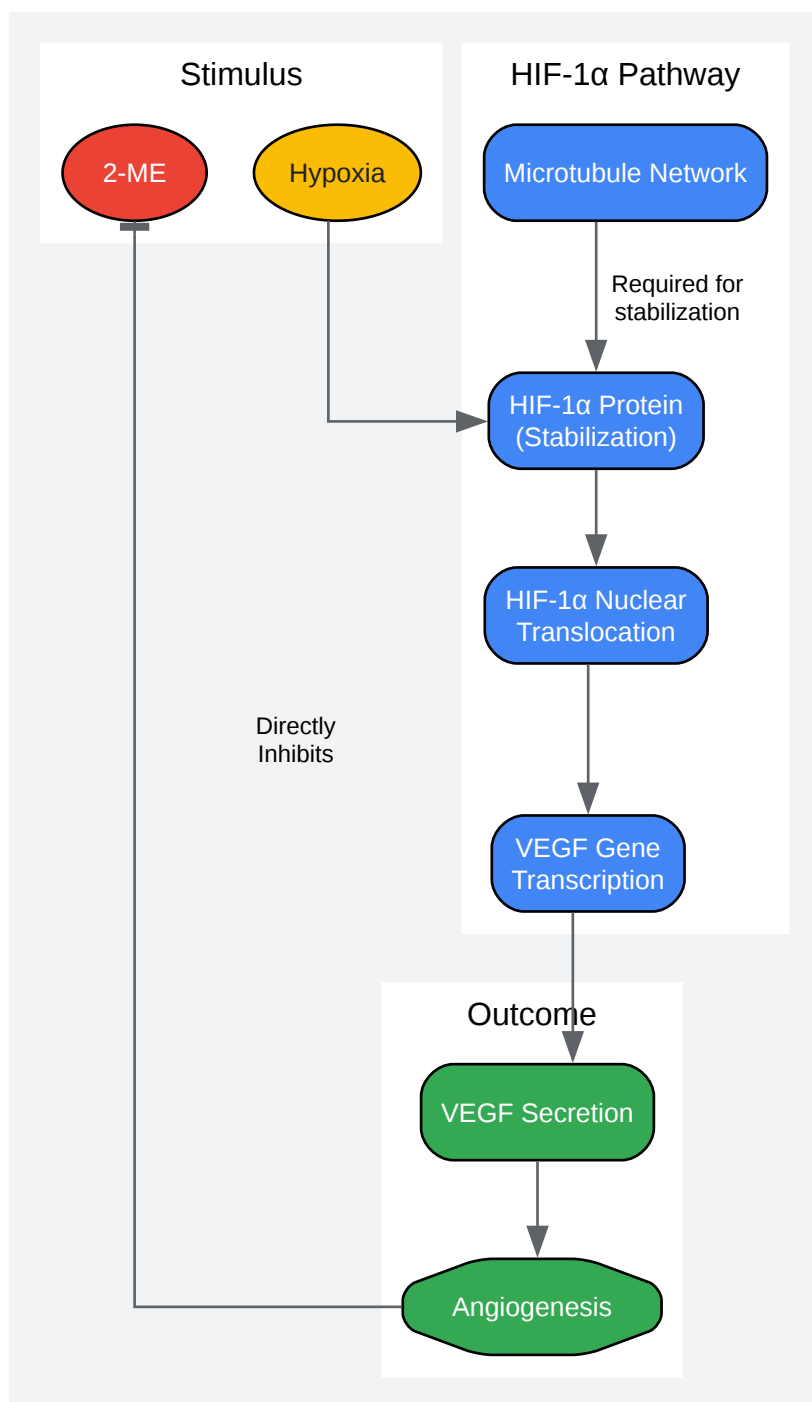 Stimulus
2-ME
Hypoxia
HIF-1α Pathway
Microtubule Network
Required for
stabilization
HIF-1α Protein
(Stabilization)
HIF-1α Nuclear
Translocation
Directly
Inhibits
VEGF Gene
Transcription
Outcome
VEGF Secretion
Angiogenesis